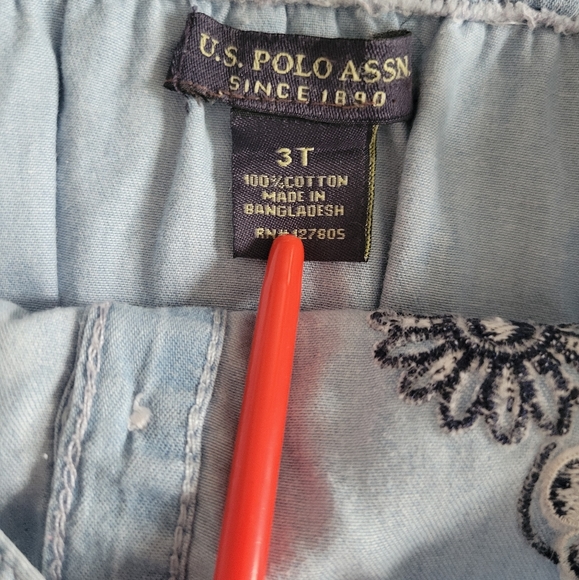 U.S. POLO ASSN.
SINCE 1890
3T
100% COTTON
MADE IN
BANGLADESH
RN# 127805